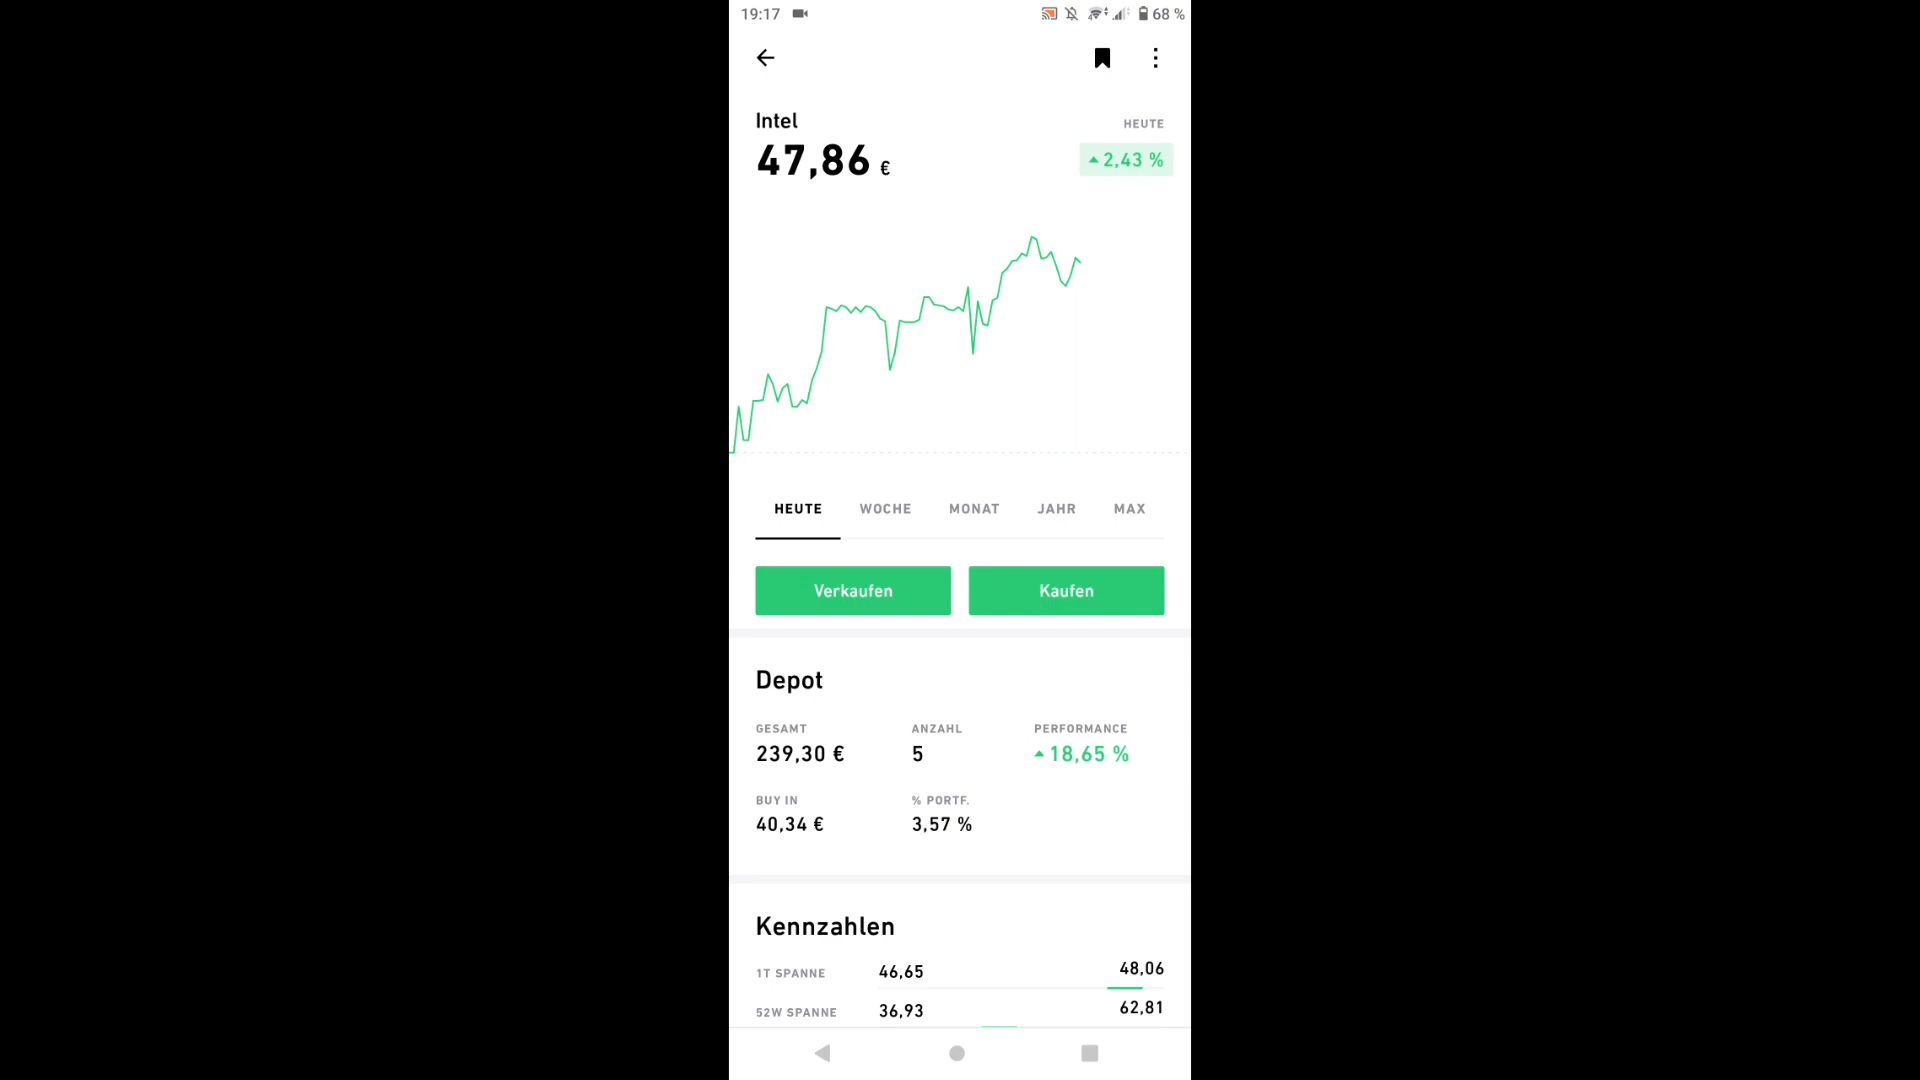 19:17 68 %
Intel HEUTE
47,86 € 2,43 %
HEUTE WOCHE MONAT JAHR MAX
Verkaufen Kaufen
Depot
GESAMT ANZAHL PERFORMANCE
239,30 € 5 18,65 %
BUY IN % PORTF.
40,34 € 3,57 %
Kennzahlen
1T SPANNE 46,65 48,06
52W SPANNE 36,93 62,81